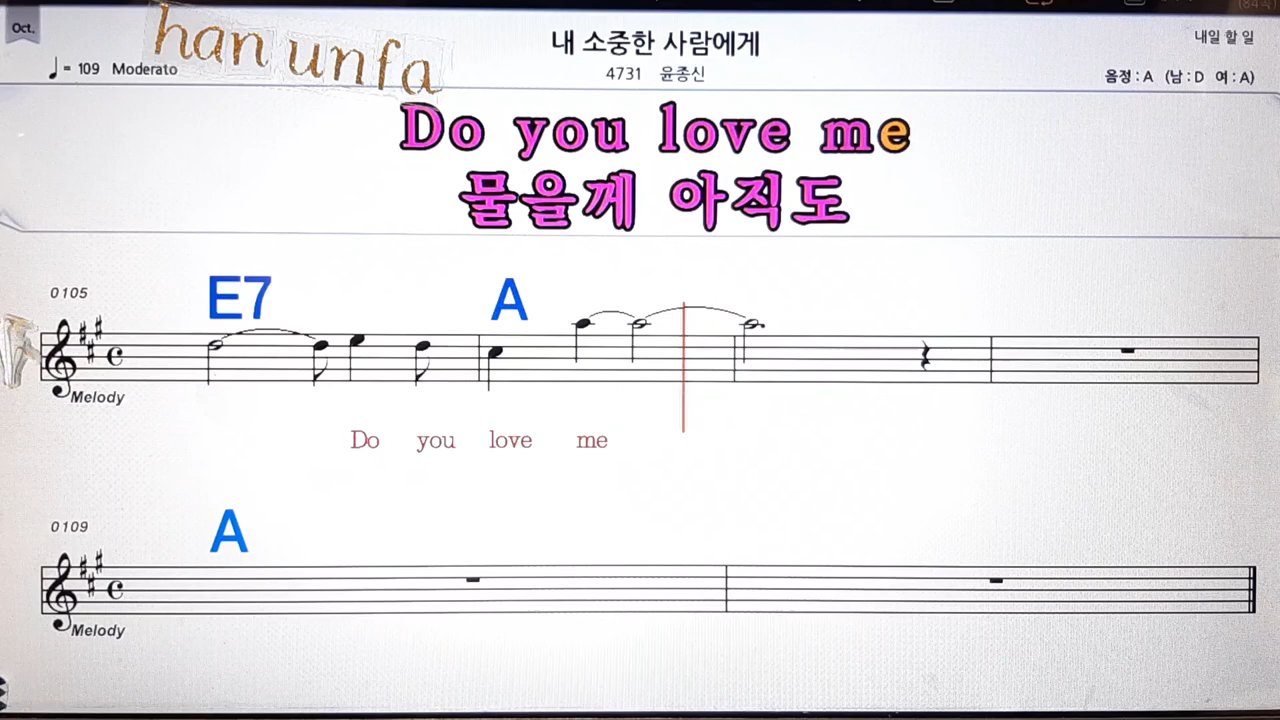 Oct.
han unfa
내 소중한 사람에게
내일 할 일
♩= 109 Moderato
4731 윤종신
음정 : A (남 : D 여 : A)
Do you love me
물을께 아직도
0105
E7 A
Melody
Do you love me
0109
A
Melody